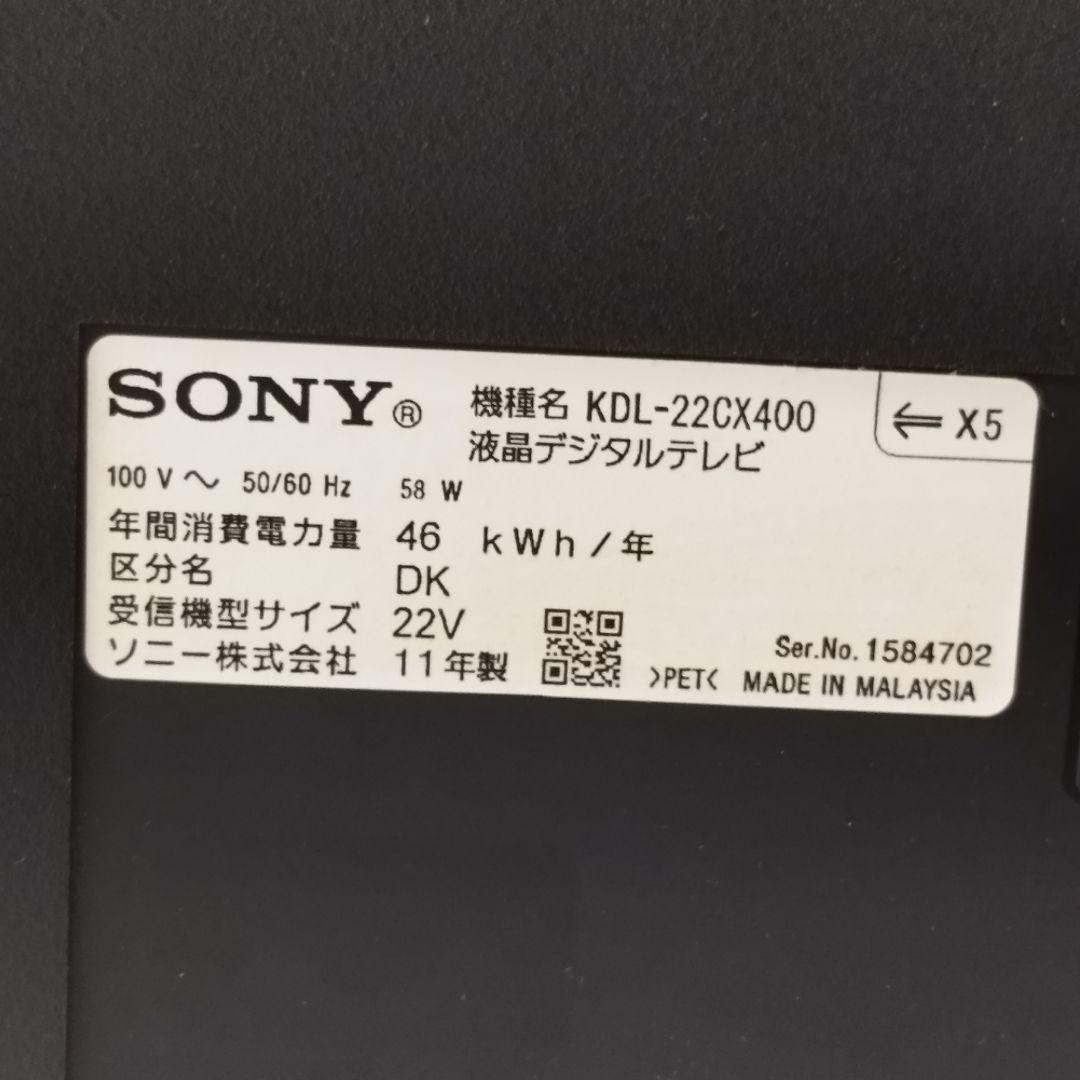 SONY® 機種名 KDL-22CX400
⇐ X5
液晶デジタルテレビ
100 V ～ 50/60 Hz 58 W
年間消費電力量 46 kWh/年
区分名 DK
受信機型サイズ 22V
ソニー株式会社 11年製
Ser.No. 1584702
>PET< MADE IN MALAYSIA